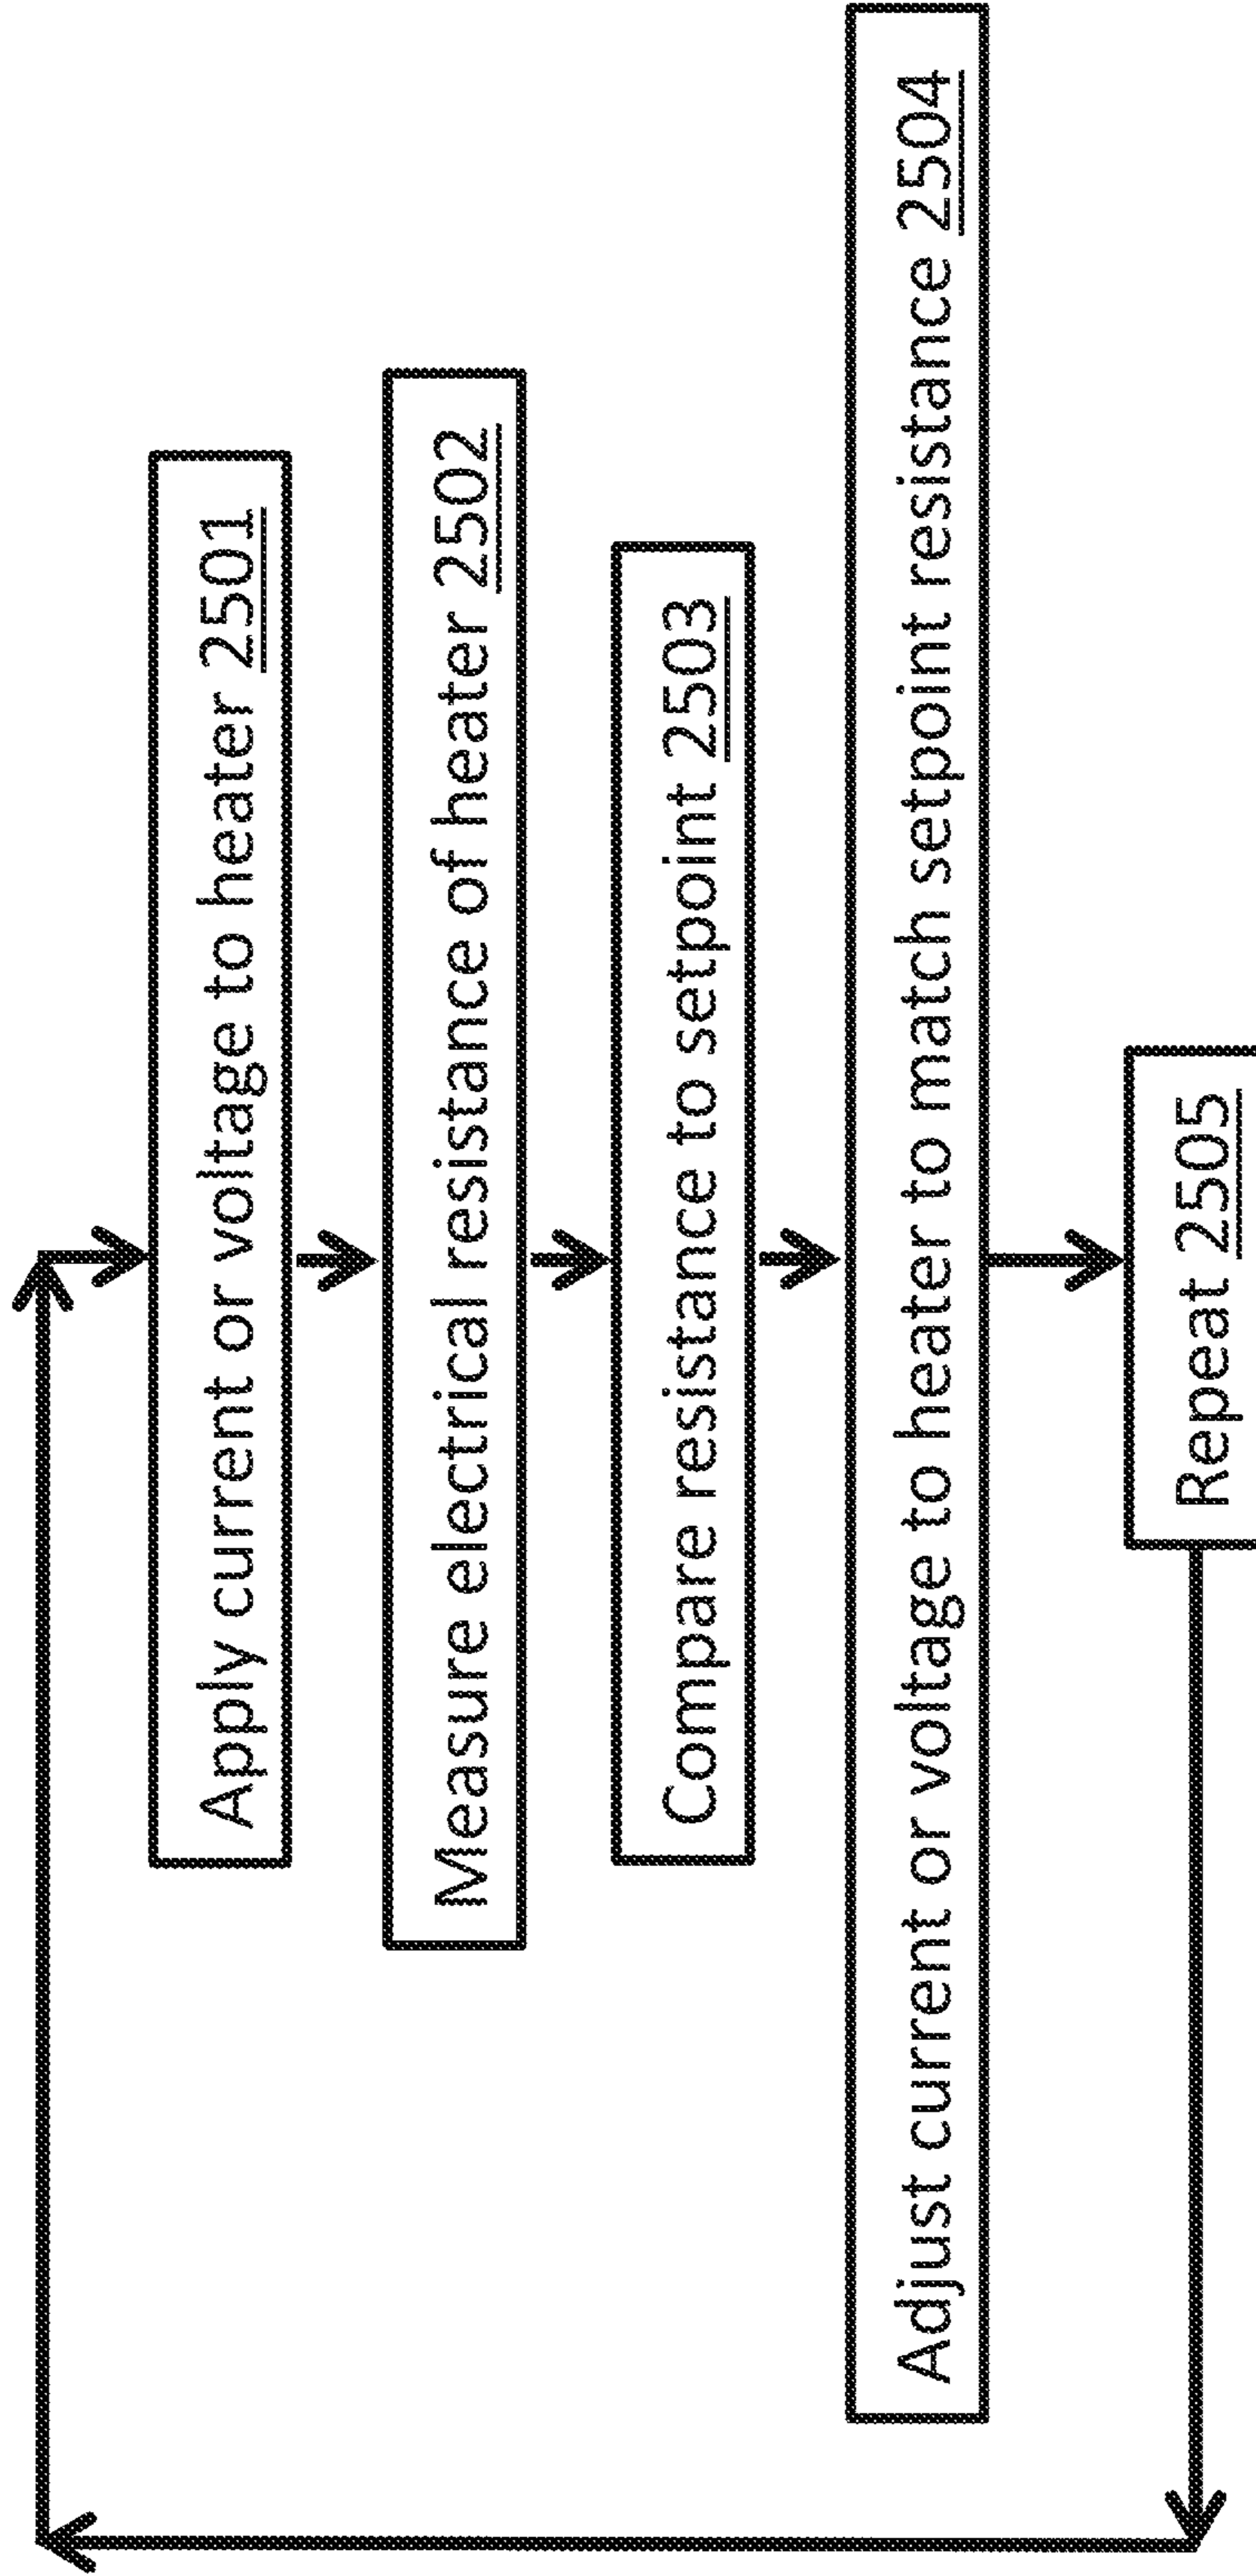 Apply current or voltage to heater 2501
Measure electrical resistance of heater 2502
Compare resistance to setpoint 2503
Adjust current or voltage to heater to match setpoint resistance 2504
Repeat 2505